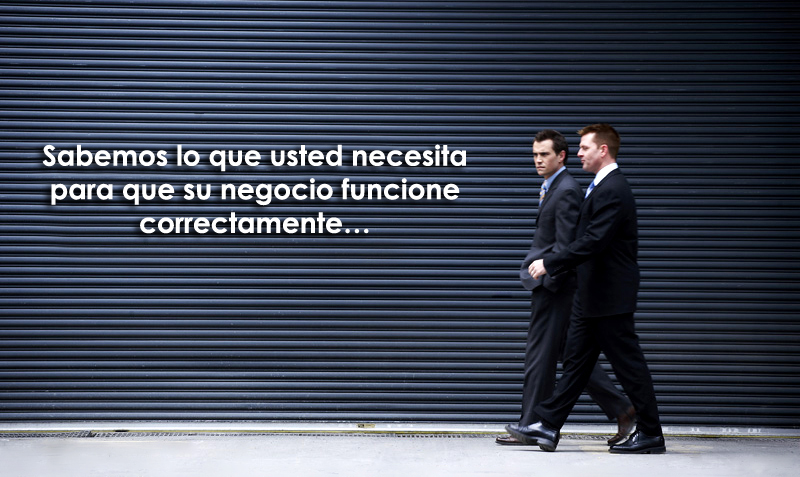 Sabemos lo que usted necesita
para que su negocio funcione
correctamente...